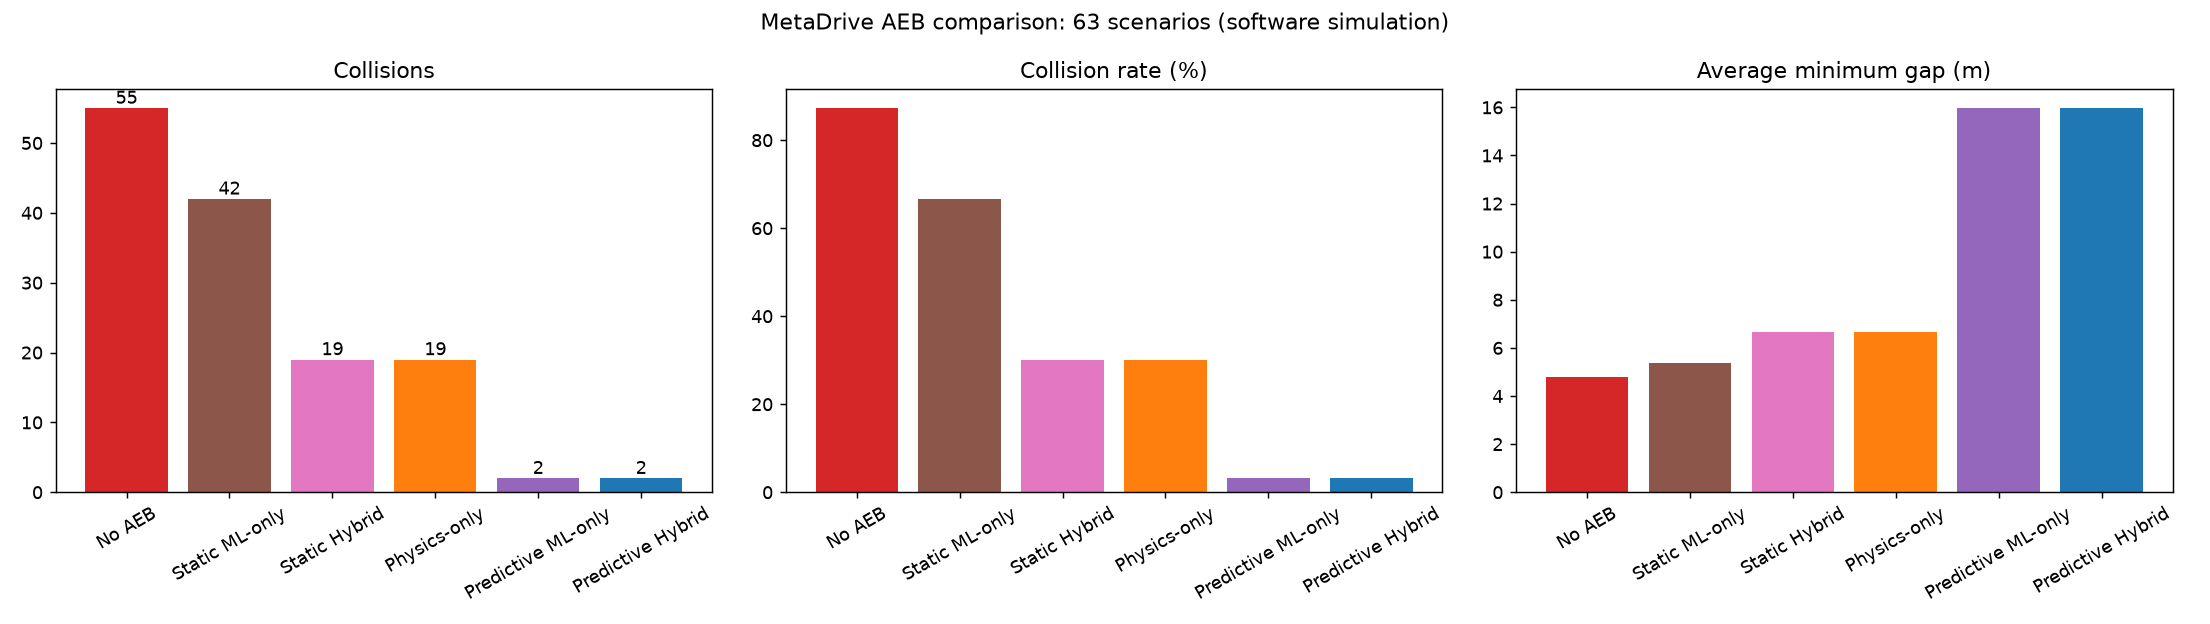 MetaDrive AEB comparison: 63 scenarios (software simulation)
Collisions
50
40
30
20
10
0
55
42
19
19
2
2
No AEB
Static ML-only
Static Hybrid
Physics-only
Predictive ML-only
Predictive Hybrid
Collision rate (%)
80
60
40
20
0
No AEB
Static ML-only
Static Hybrid
Physics-only
Predictive ML-only
Predictive Hybrid
Average minimum gap (m)
16
14
12
10
8
6
4
2
0
No AEB
Static ML-only
Static Hybrid
Physics-only
Predictive ML-only
Predictive Hybrid